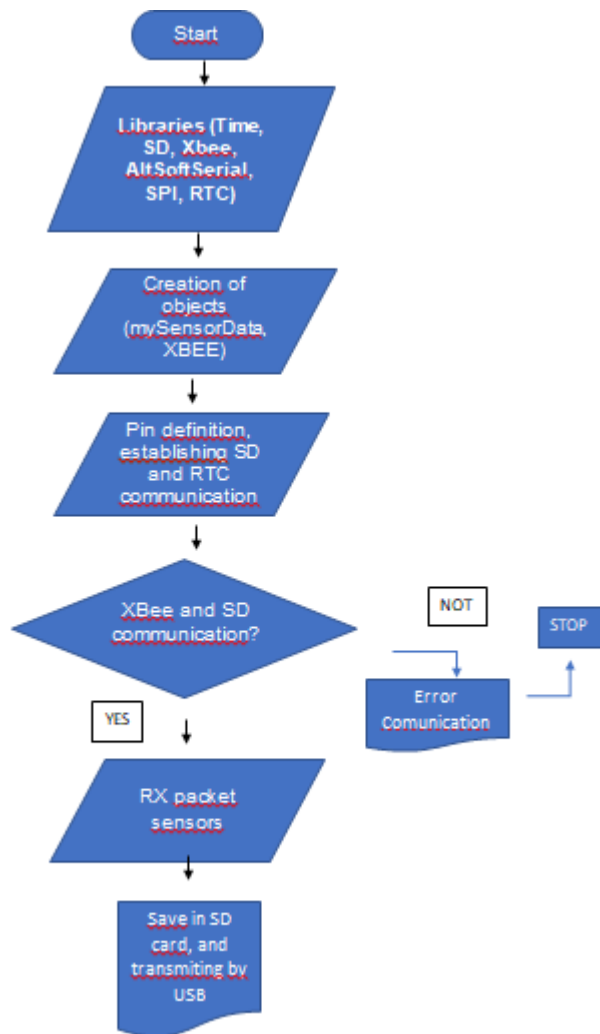 Start
Libraries (Time,
SD, Xbee,
AltSoftSerial,
SPI, RTC)
Creation of
objects
(mySensorData,
XBEE)
Pin definition,
establishing SD
and RTC
communication
XBee and SD
communication?
NOT
STOP
Error
Comunication
YES
RX packet
sensors
Save in SD
card, and
transmiting by
USB